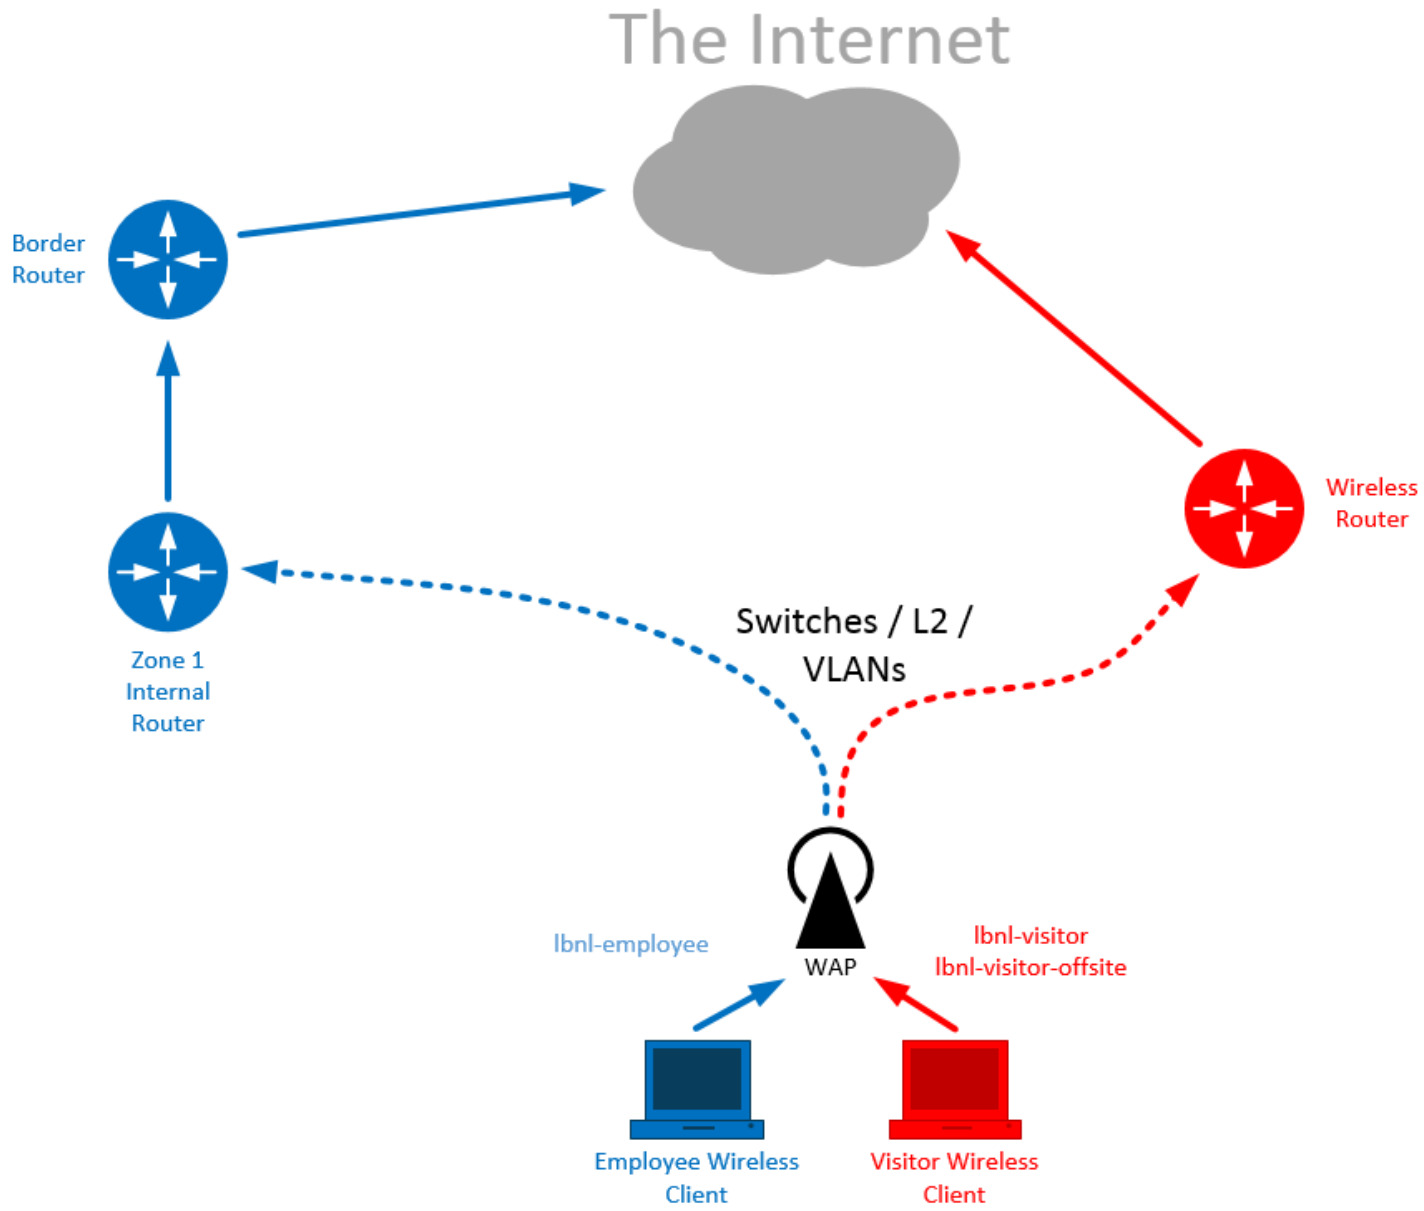 The Internet
Border
Router
Wireless
Router
Switches / L2 /
VLANs
Zone 1
Internal
Router
lbnl-employee
lbnl-visitor
lbnl-visitor-offsite
WAP
Employee Wireless
Client
Visitor Wireless
Client